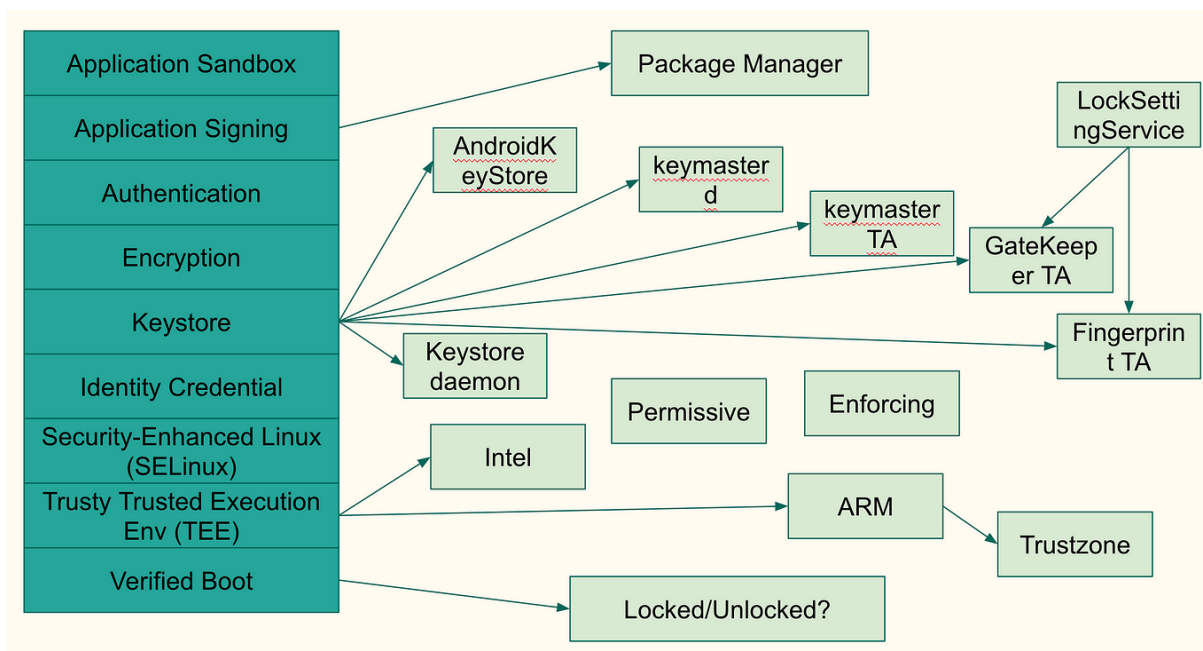 Application Sandbox
Application Signing
Authentication
Encryption
Keystore
Identity Credential
Security-Enhanced Linux
(SELinux)
Trusty Trusted Execution
Env (TEE)
Verified Boot
Package Manager
LockSetti
ngService
AndroidK
eyStore
keymaster
d
keymaster
TA
GateKeep
er TA
Fingerprin
t TA
Keystore
daemon
Permissive
Enforcing
Intel
ARM
Trustzone
Locked/Unlocked?